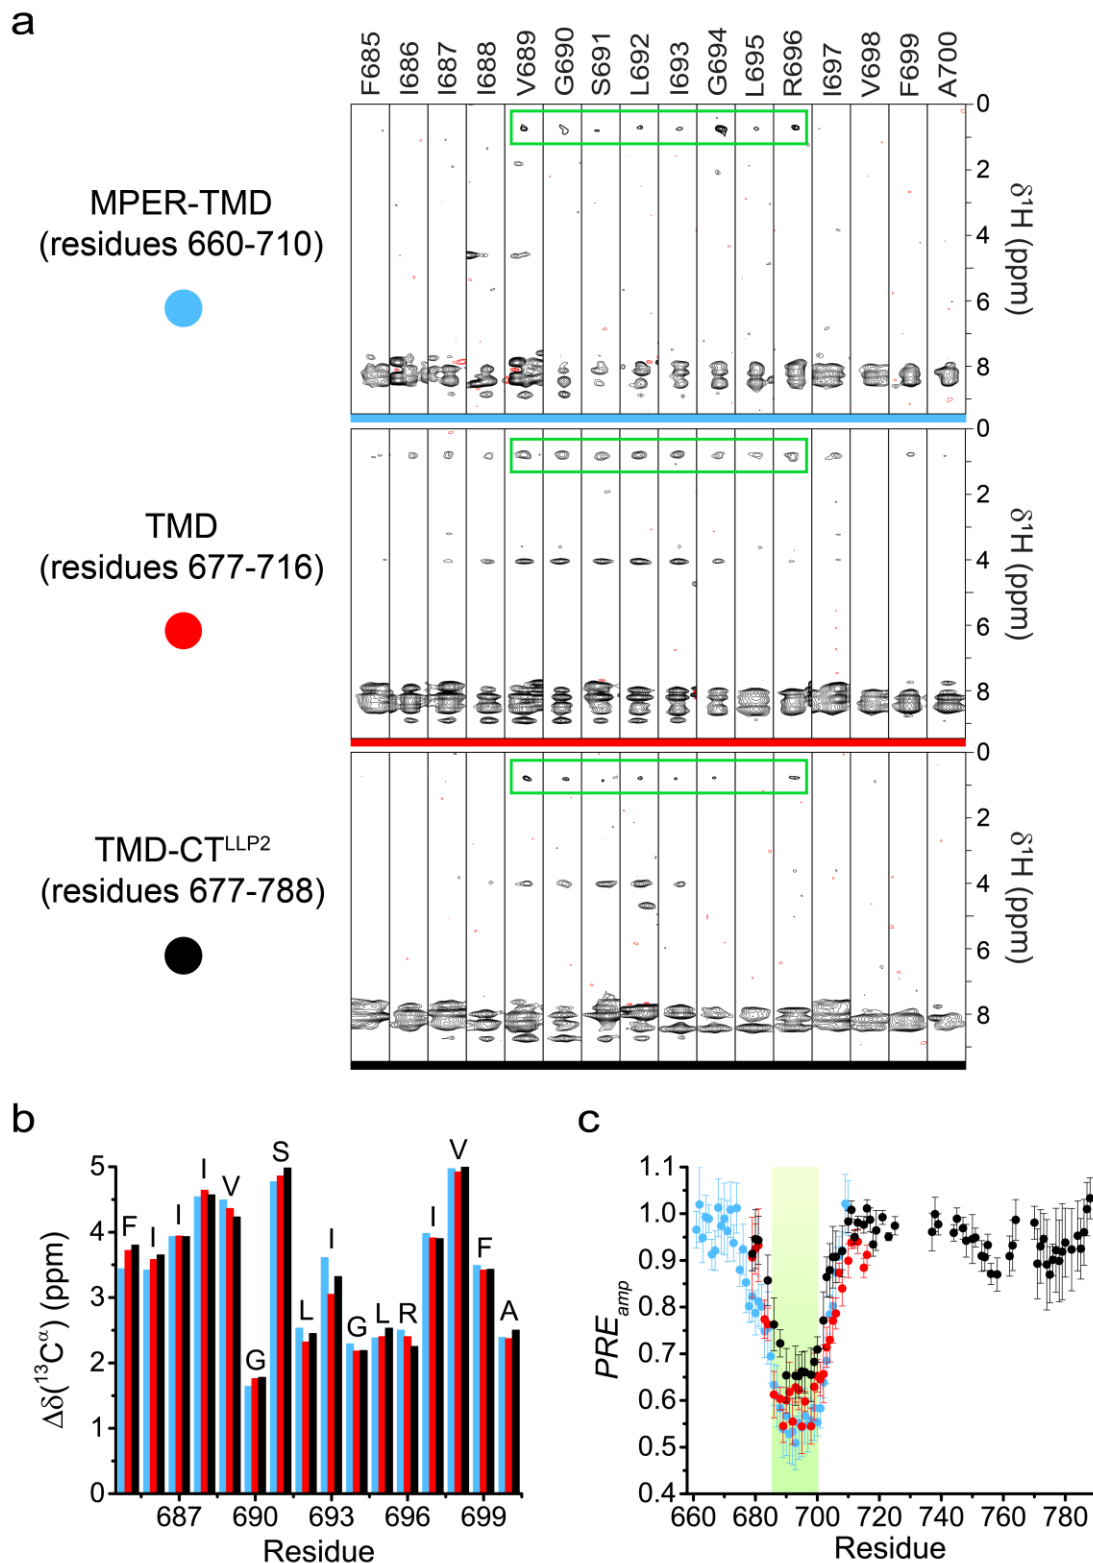 a
F685 I686 I687 I688 V689 G690 S691 L692 I693 G694 L695 R696 I697 V698 F699 A700
MPER-TMD
(residues 660-710)
0
2
4
6
8
δ¹H (ppm)
TMD
(residues 677-716)
0
2
4
6
8
δ¹H (ppm)
TMD-CTᴸᴸᴾ²
(residues 677-788)
0
2
4
6
8
δ¹H (ppm)
b
Δδ(¹³Cᵅ) (ppm)
5
4
3
2
1
0
F I I I V G S L I G L R I V F A
687 690 693 696 699
Residue
c
PREamp
1.1
1.0
0.9
0.8
0.7
0.6
0.5
0.4
660 680 700 720 740 760 780
Residue